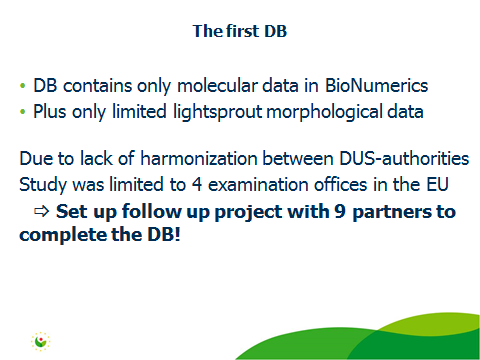 The first DB
• DB contains only molecular data in BioNumerics
• Plus only limited lightsprout morphological data
Due to lack of harmonization between DUS-authorities
Study was limited to 4 examination offices in the EU
⇨ Set up follow up project with 9 partners to
complete the DB!